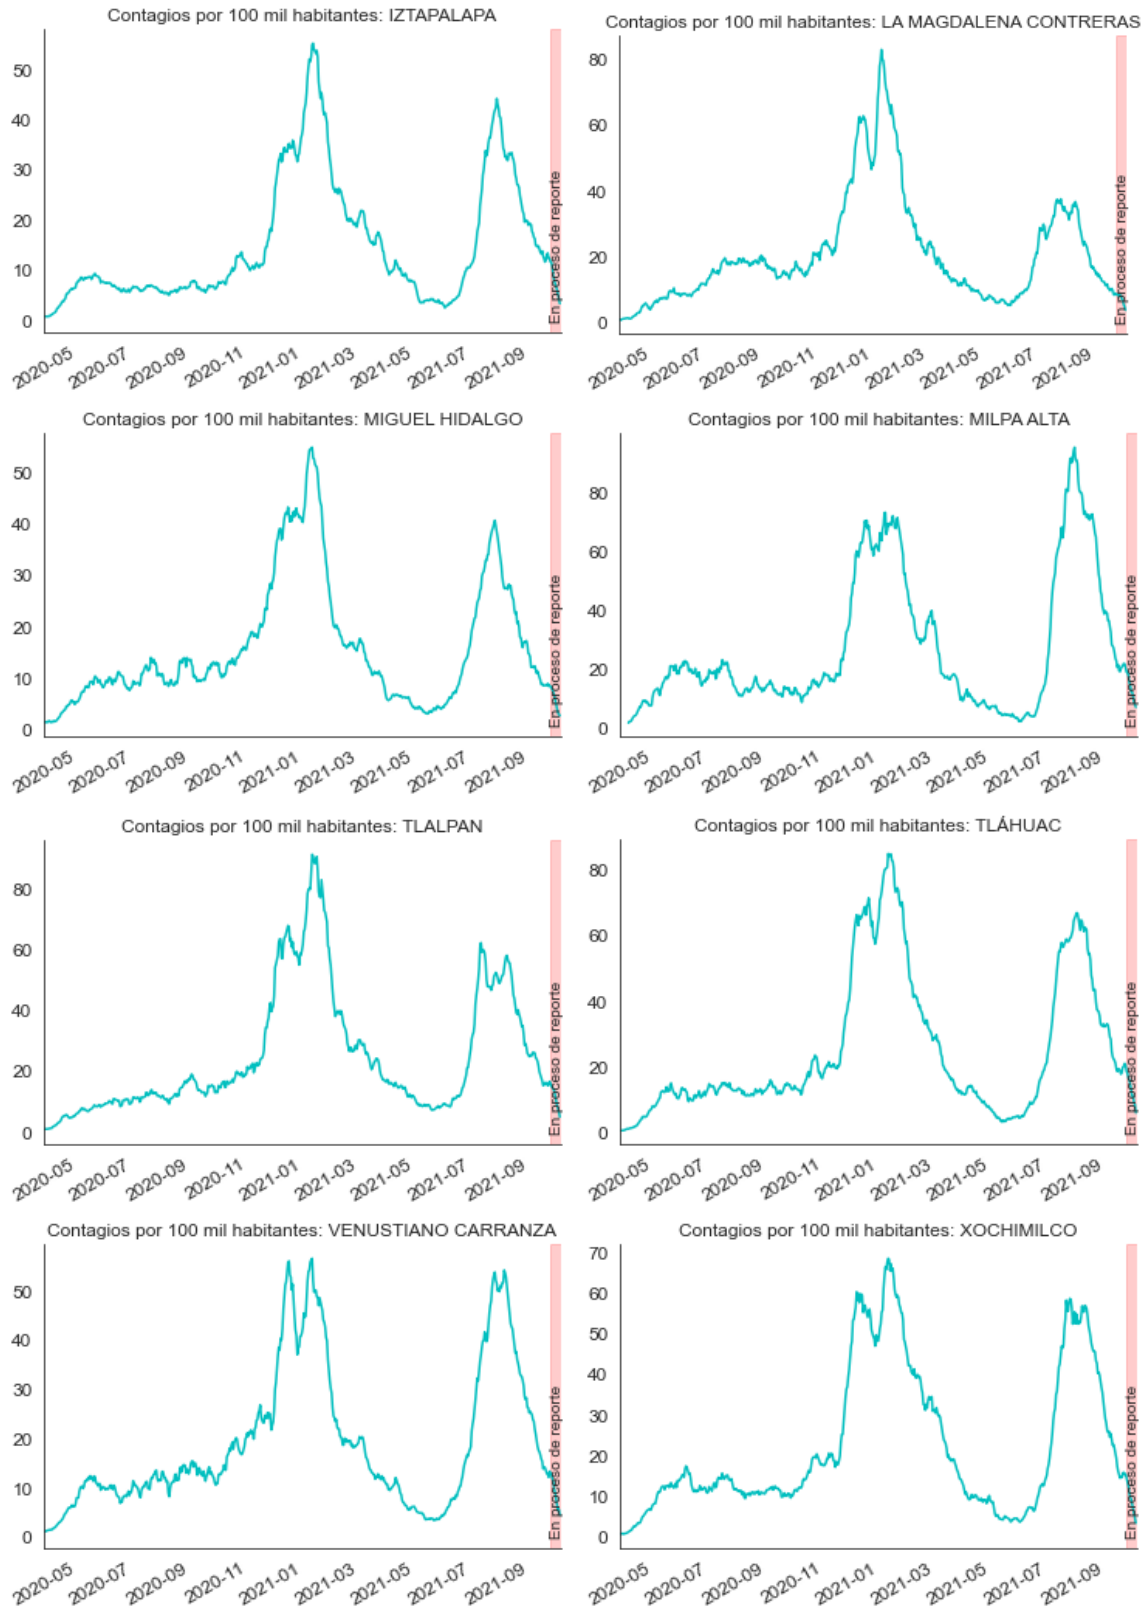 Contagios por 100 mil habitantes: IZTAPALAPA
50
40
30
20
10
0
En proceso de reporte
2020-05 2020-07 2020-09 2020-11 2021-01 2021-03 2021-05 2021-07 2021-09
Contagios por 100 mil habitantes: LA MAGDALENA CONTRERAS
80
60
40
20
0
En proceso de reporte
2020-05 2020-07 2020-09 2020-11 2021-01 2021-03 2021-05 2021-07 2021-09
Contagios por 100 mil habitantes: MIGUEL HIDALGO
50
40
30
20
10
0
En proceso de reporte
2020-05 2020-07 2020-09 2020-11 2021-01 2021-03 2021-05 2021-07 2021-09
Contagios por 100 mil habitantes: MILPA ALTA
80
60
40
20
0
En proceso de reporte
2020-05 2020-07 2020-09 2020-11 2021-01 2021-03 2021-05 2021-07 2021-09
Contagios por 100 mil habitantes: TLALPAN
80
60
40
20
0
En proceso de reporte
2020-05 2020-07 2020-09 2020-11 2021-01 2021-03 2021-05 2021-07 2021-09
Contagios por 100 mil habitantes: TLÁHUAC
80
60
40
20
0
En proceso de reporte
2020-05 2020-07 2020-09 2020-11 2021-01 2021-03 2021-05 2021-07 2021-09
Contagios por 100 mil habitantes: VENUSTIANO CARRANZA
50
40
30
20
10
0
En proceso de reporte
2020-05 2020-07 2020-09 2020-11 2021-01 2021-03 2021-05 2021-07 2021-09
Contagios por 100 mil habitantes: XOCHIMILCO
70
60
50
40
30
20
10
0
En proceso de reporte
2020-05 2020-07 2020-09 2020-11 2021-01 2021-03 2021-05 2021-07 2021-09